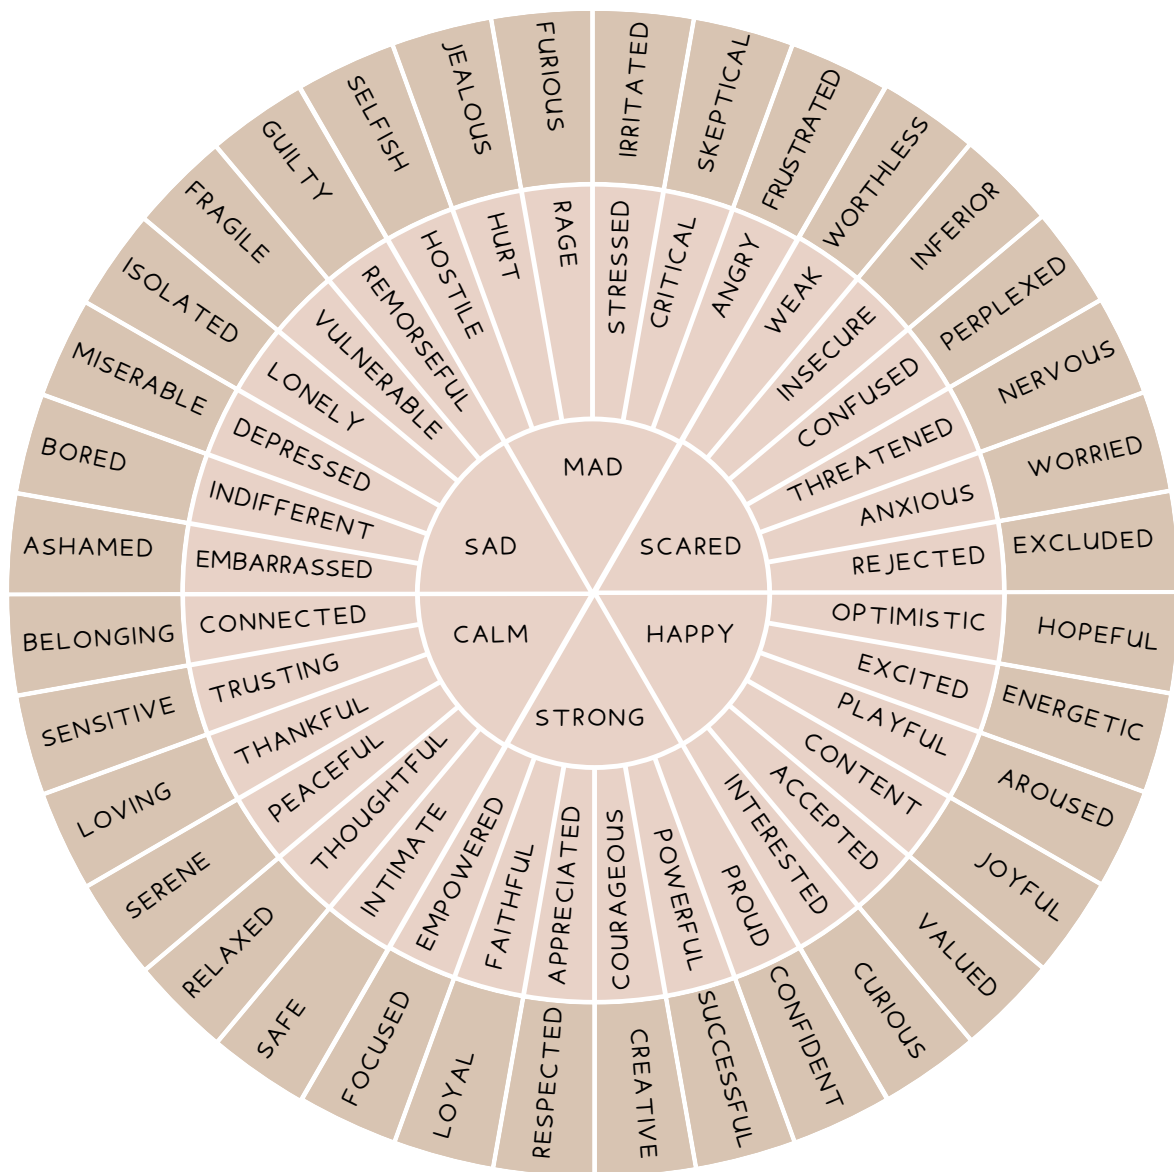 MAD
SCARED
HAPPY
STRONG
CALM
SAD
STRESSED
CRITICAL
ANGRY
WEAK
INSECURE
CONFUSED
THREATENED
ANXIOUS
REJECTED
OPTIMISTIC
EXCITED
PLAYFUL
CONTENT
ACCEPTED
INTERESTED
PROUD
POWERFUL
COURAGEOUS
APPRECIATED
FAITHFUL
EMPOWERED
INTIMATE
THOUGHTFUL
PEACEFUL
THANKFUL
TRUSTING
CONNECTED
EMBARRASSED
INDIFFERENT
DEPRESSED
LONELY
VULNERABLE
REMORSEFUL
HOSTILE
HURT
RAGE
IRRITATED
SKEPTICAL
FRUSTRATED
WORTHLESS
INFERIOR
PERPLEXED
NERVOUS
WORRIED
EXCLUDED
HOPEFUL
ENERGETIC
AROUSED
JOYFUL
VALUED
CURIOUS
CONFIDENT
SUCCESSFUL
CREATIVE
RESPECTED
LOYAL
FOCUSED
SAFE
RELAXED
SERENE
LOVING
SENSITIVE
BELONGING
ASHAMED
BORED
MISERABLE
ISOLATED
FRAGILE
GUILTY
SELFISH
JEALOUS
FURIOUS